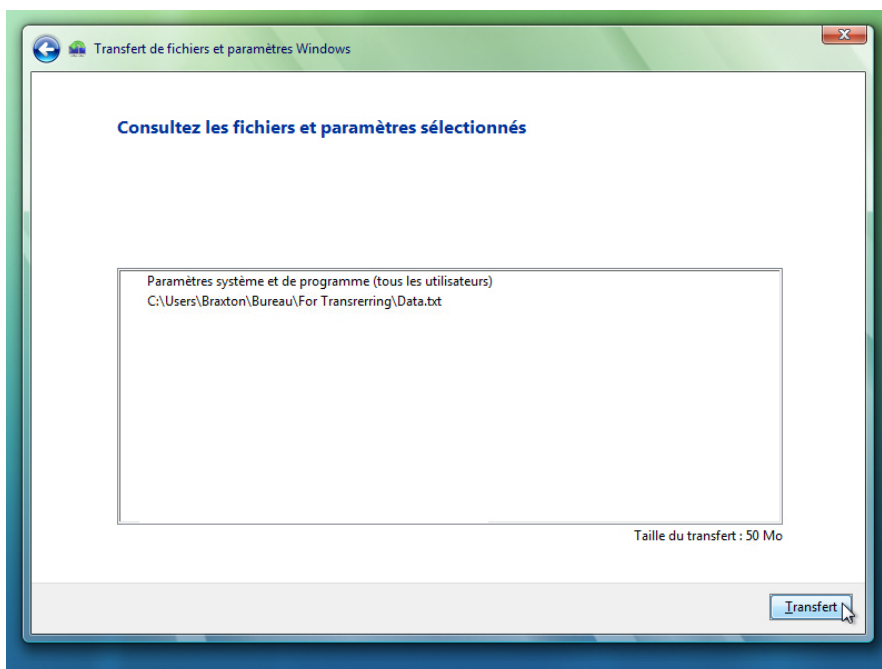 Transfert de fichiers et paramètres Windows
Consultez les fichiers et paramètres sélectionnés
Paramètres système et de programme (tous les utilisateurs)
C:\Users\Braxton\Bureau\For Transrerring\Data.txt
Taille du transfert : 50 Mo
Transfert